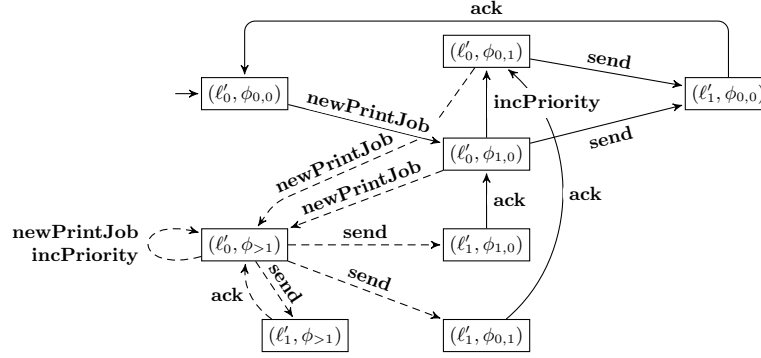 ack
(ℓ′₀, ϕ₀,₁)
send
(ℓ′₀, ϕ₀,₀)
(ℓ′₁, ϕ₀,₀)
newPrintJob
incPriority
(ℓ′₀, ϕ₁,₀)
send
newPrintJob
newPrintJob
ack
ack
newPrintJob
incPriority
(ℓ′₀, ϕ>₁)
send
(ℓ′₁, ϕ₁,₀)
send
send
ack
(ℓ′₁, ϕ>₁)
(ℓ′₁, ϕ₀,₁)